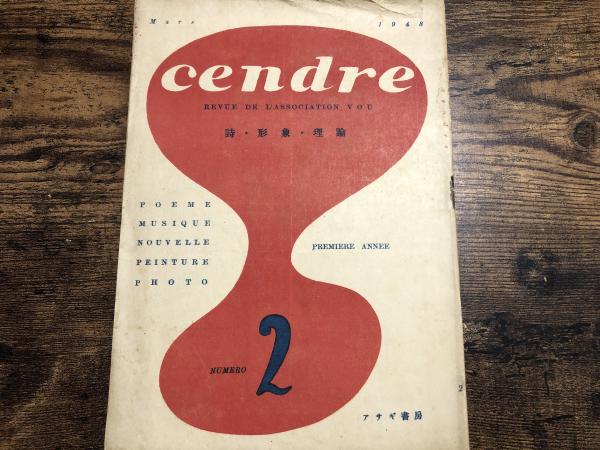 Mars 1948
cendre
REVUE DE L'ASSOCIATION VOU
詩・形象・理論
POEME
MUSIQUE
NOUVELLE
PEINTURE
PHOTO
PREMIERE ANNEE
NUMERO 2
アサギ書房
2